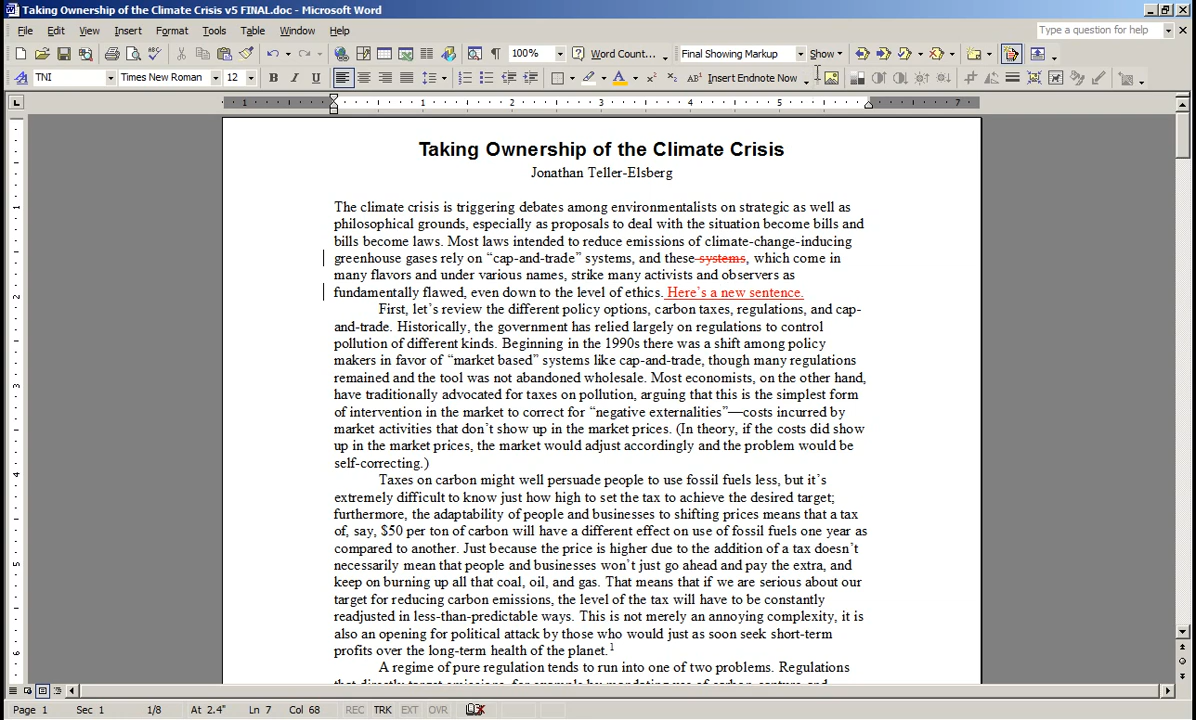 Taking Ownership of the Climate Crisis v5 FINAL.doc - Microsoft Word
File Edit View Insert Format Tools Table Window Help
Type a question for help
100% Word Count... Final Showing Markup Show
TNI Times New Roman 12 B I U Insert Endnote Now
1 1 2 3 4 5 6 7
Taking Ownership of the Climate Crisis
Jonathan Teller-Elsberg
The climate crisis is triggering debates among environmentalists on strategic as well as
philosophical grounds, especially as proposals to deal with the situation become bills and
bills become laws. Most laws intended to reduce emissions of climate-change-inducing
greenhouse gases rely on “cap-and-trade” systems, and these systems, which come in
many flavors and under various names, strike many activists and observers as
fundamentally flawed, even down to the level of ethics. Here’s a new sentence.
First, let’s review the different policy options, carbon taxes, regulations, and cap-
and-trade. Historically, the government has relied largely on regulations to control
pollution of different kinds. Beginning in the 1990s there was a shift among policy
makers in favor of “market based” systems like cap-and-trade, though many regulations
remained and the tool was not abandoned wholesale. Most economists, on the other hand,
have traditionally advocated for taxes on pollution, arguing that this is the simplest form
of intervention in the market to correct for “negative externalities”—costs incurred by
market activities that don’t show up in the market prices. (In theory, if the costs did show
up in the market prices, the market would adjust accordingly and the problem would be
self-correcting.)
Taxes on carbon might well persuade people to use fossil fuels less, but it’s
extremely difficult to know just how high to set the tax to achieve the desired target;
furthermore, the adaptability of people and businesses to shifting prices means that a tax
of, say, $50 per ton of carbon will have a different effect on use of fossil fuels one year as
compared to another. Just because the price is higher due to the addition of a tax doesn’t
necessarily mean that people and businesses won’t just go ahead and pay the extra, and
keep on burning up all that coal, oil, and gas. That means that if we are serious about our
target for reducing carbon emissions, the level of the tax will have to be constantly
readjusted in less-than-predictable ways. This is not merely an annoying complexity, it is
also an opening for political attack by those who would just as soon seek short-term
profits over the long-term health of the planet.1
A regime of pure regulation tends to run into one of two problems. Regulations
Page 1 Sec 1 1/8 At 2.4" Ln 7 Col 68 REC TRK EXT OVR